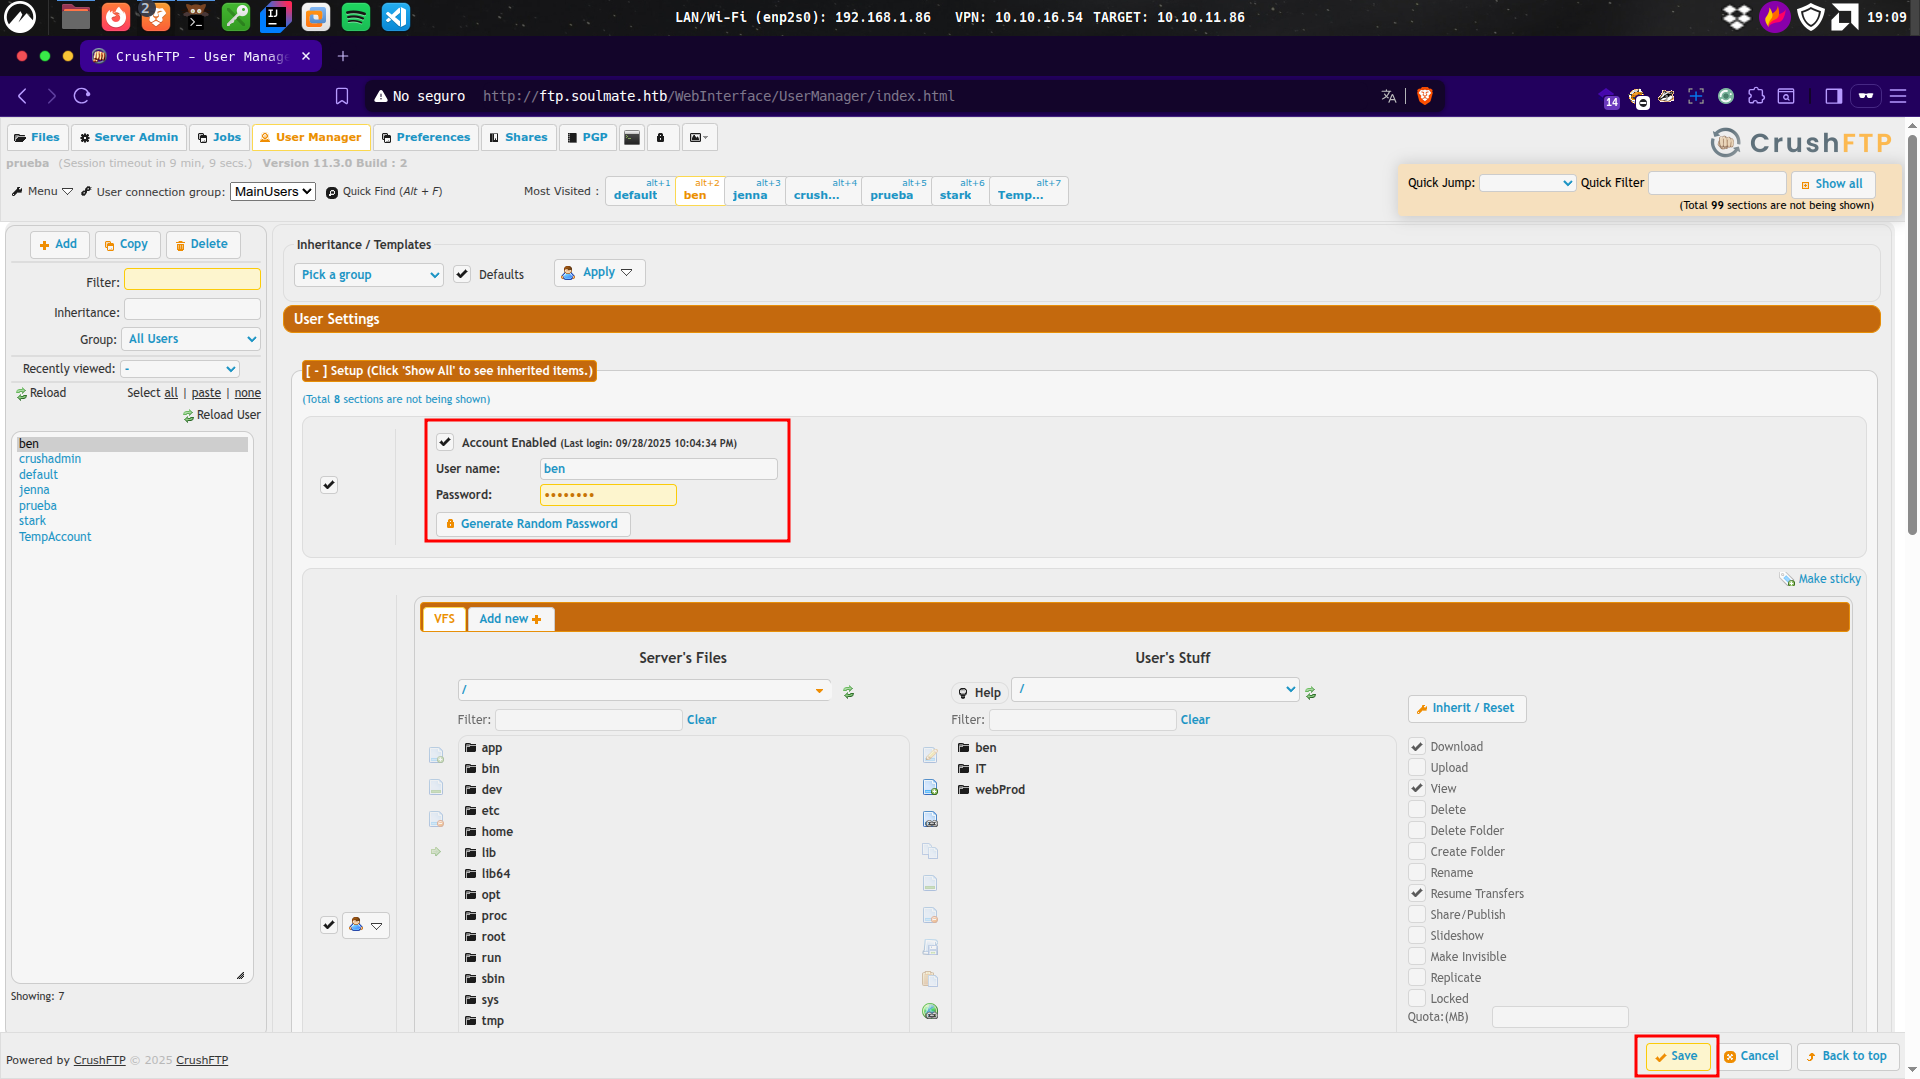 LAN/Wi-Fi (enp2s0): 192.168.1.86 VPN: 10.10.16.54 TARGET: 10.10.11.86
19:09
2
CrushFTP - User Manage
No seguro http://ftp.soulmate.htb/WebInterface/UserManager/index.html
14
Files Server Admin Jobs User Manager Preferences Shares PGP
CrushFTP
prueba (Session timeout in 9 min, 9 secs.) Version 11.3.0 Build : 2
Menu User connection group: MainUsers Quick Find (Alt + F)
Most Visited :
alt+1 alt+2 alt+3 alt+4 alt+5 alt+6 alt+7
default ben jenna crush... prueba stark Temp...
Quick Jump: Quick Filter Show all
(Total 99 sections are not being shown)
Add Copy Delete
Filter:
Inheritance:
Group: All Users
Recently viewed: -
Reload Select all | paste | none
Reload User
ben
crushadmin
default
jenna
prueba
stark
TempAccount
Showing: 7
Inheritance / Templates
Pick a group Defaults Apply
User Settings
[ - ] Setup (Click 'Show All' to see inherited items.)
(Total 8 sections are not being shown)
Account Enabled (Last login: 09/28/2025 10:04:34 PM)
User name: ben
Password: ••••••••
Generate Random Password
Make sticky
VFS Add new
Server's Files
/
Filter: Clear
app
bin
dev
etc
home
lib
lib64
opt
proc
root
run
sbin
sys
tmp
User's Stuff
Help /
Filter: Clear
ben
IT
webProd
Inherit / Reset
Download
Upload
View
Delete
Delete Folder
Create Folder
Rename
Resume Transfers
Share/Publish
Slideshow
Make Invisible
Replicate
Locked
Quota:(MB)
Powered by CrushFTP © 2025 CrushFTP
Save Cancel Back to top